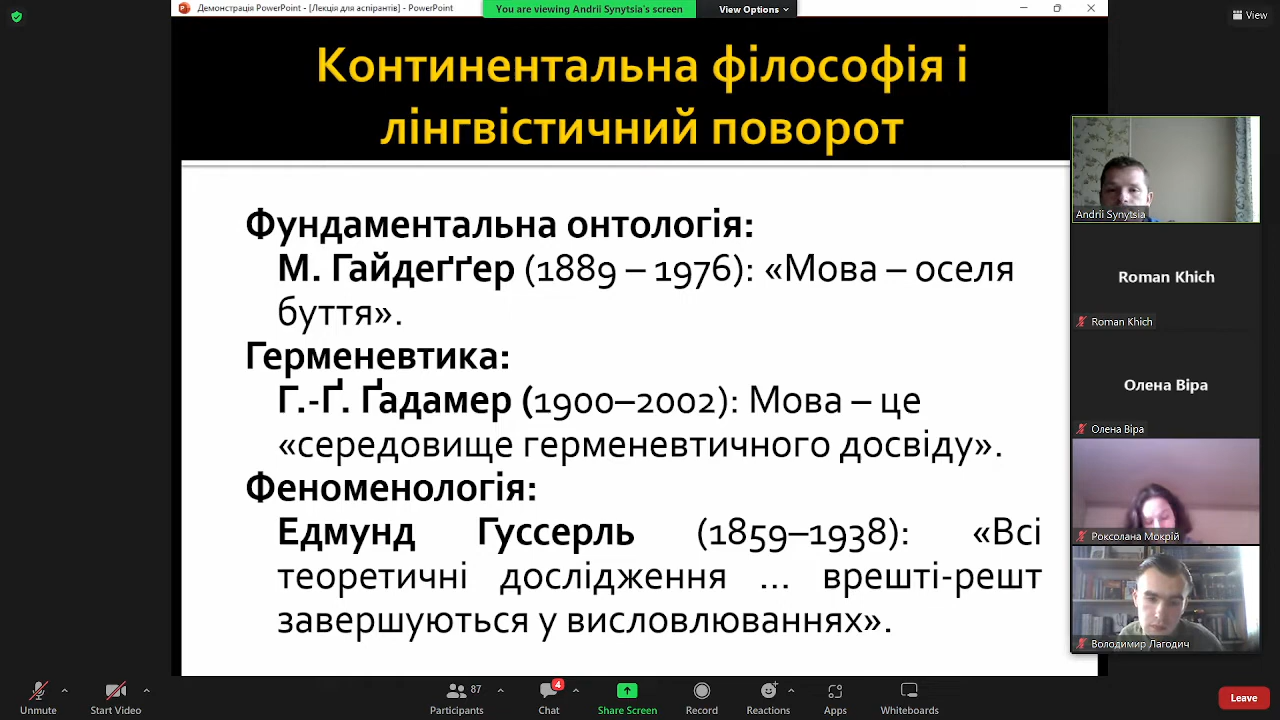 Демонстрація PowerPoint - [Лекція для аспірантів] - PowerPoint
You are viewing Andrii Synytsia's screen
View Options
View
Континентальна філософія і
лінгвістичний поворот
Фундаментальна онтологія:
М. Гайдеґґер (1889 – 1976): «Мова – оселя
буття».
Герменевтика:
Г.-Ґ. Ґадамер (1900–2002): Мова – це
«середовище герменевтичного досвіду».
Феноменологія:
Едмунд Гуссерль (1859–1938): «Всі
теоретичні дослідження ... врешті-решт
завершуються у висловлюваннях».
Andrii Synytsia
Roman Khich
Roman Khich
Олена Віра
Олена Віра
Роксолана Мокрій
Володимир Лагодич
Unmute
Start Video
87
Participants
4
Chat
Share Screen
Record
Reactions
Apps
Whiteboards
Leave